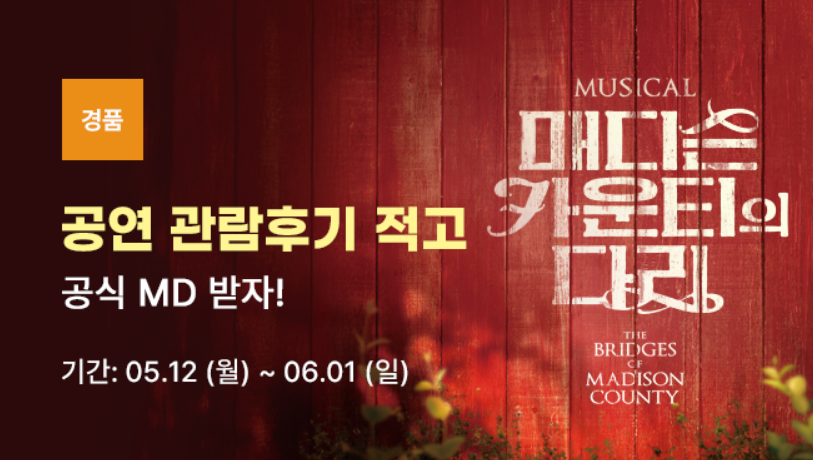 경품
공연 관람후기 적고
공식 MD 받자!
기간: 05.12 (월) ~ 06.01 (일)
MUSICAL
매디슨
카운티의
다리
THE
BRIDGES
OF
MADISON
COUNTY